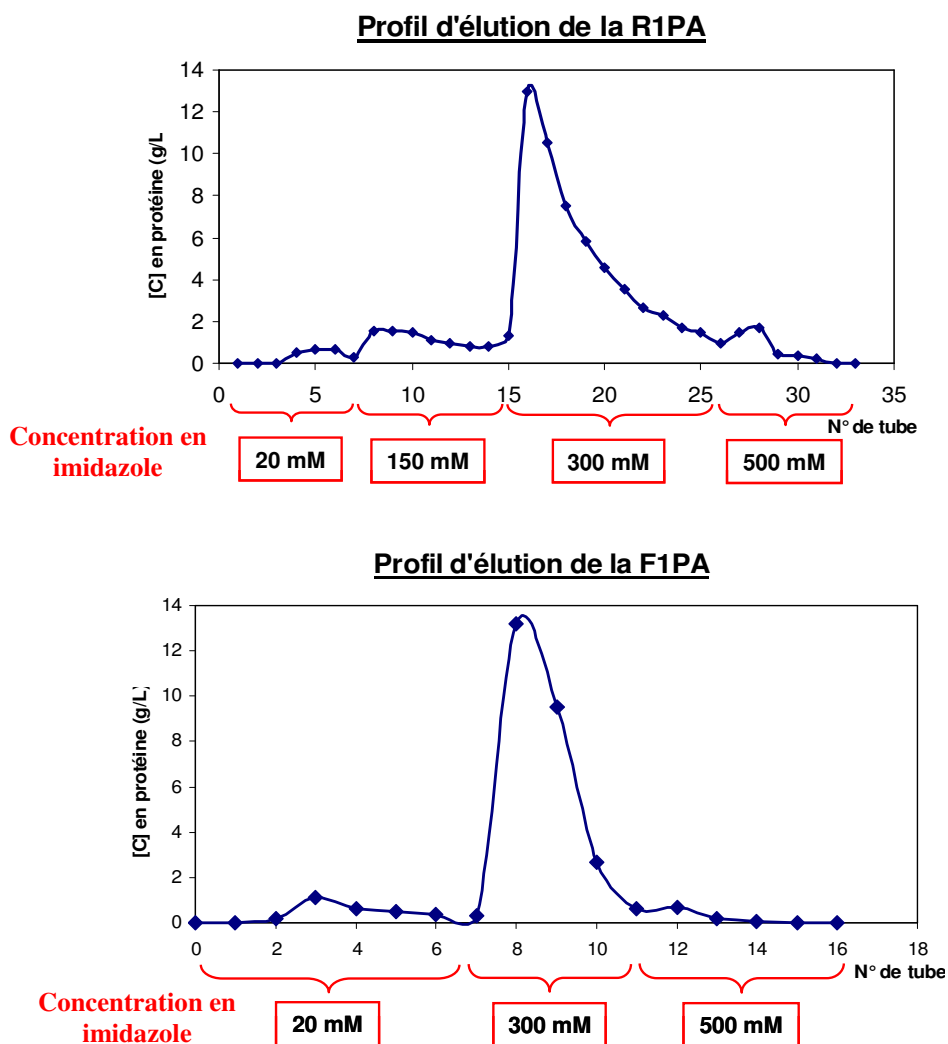 Profil d'élution de la R1PA
14
12
10
8
6
4
2
0
[C] en protéine (g/L
0 5 10 15 20 25 30 35
N° de tube
Concentration en
imidazole
20 mM 150 mM 300 mM 500 mM
Profil d'élution de la F1PA
14
12
10
8
6
4
2
0
[C] en protéine (g/L)
0 2 4 6 8 10 12 14 16 18
N° de tube
Concentration en
imidazole
20 mM 300 mM 500 mM